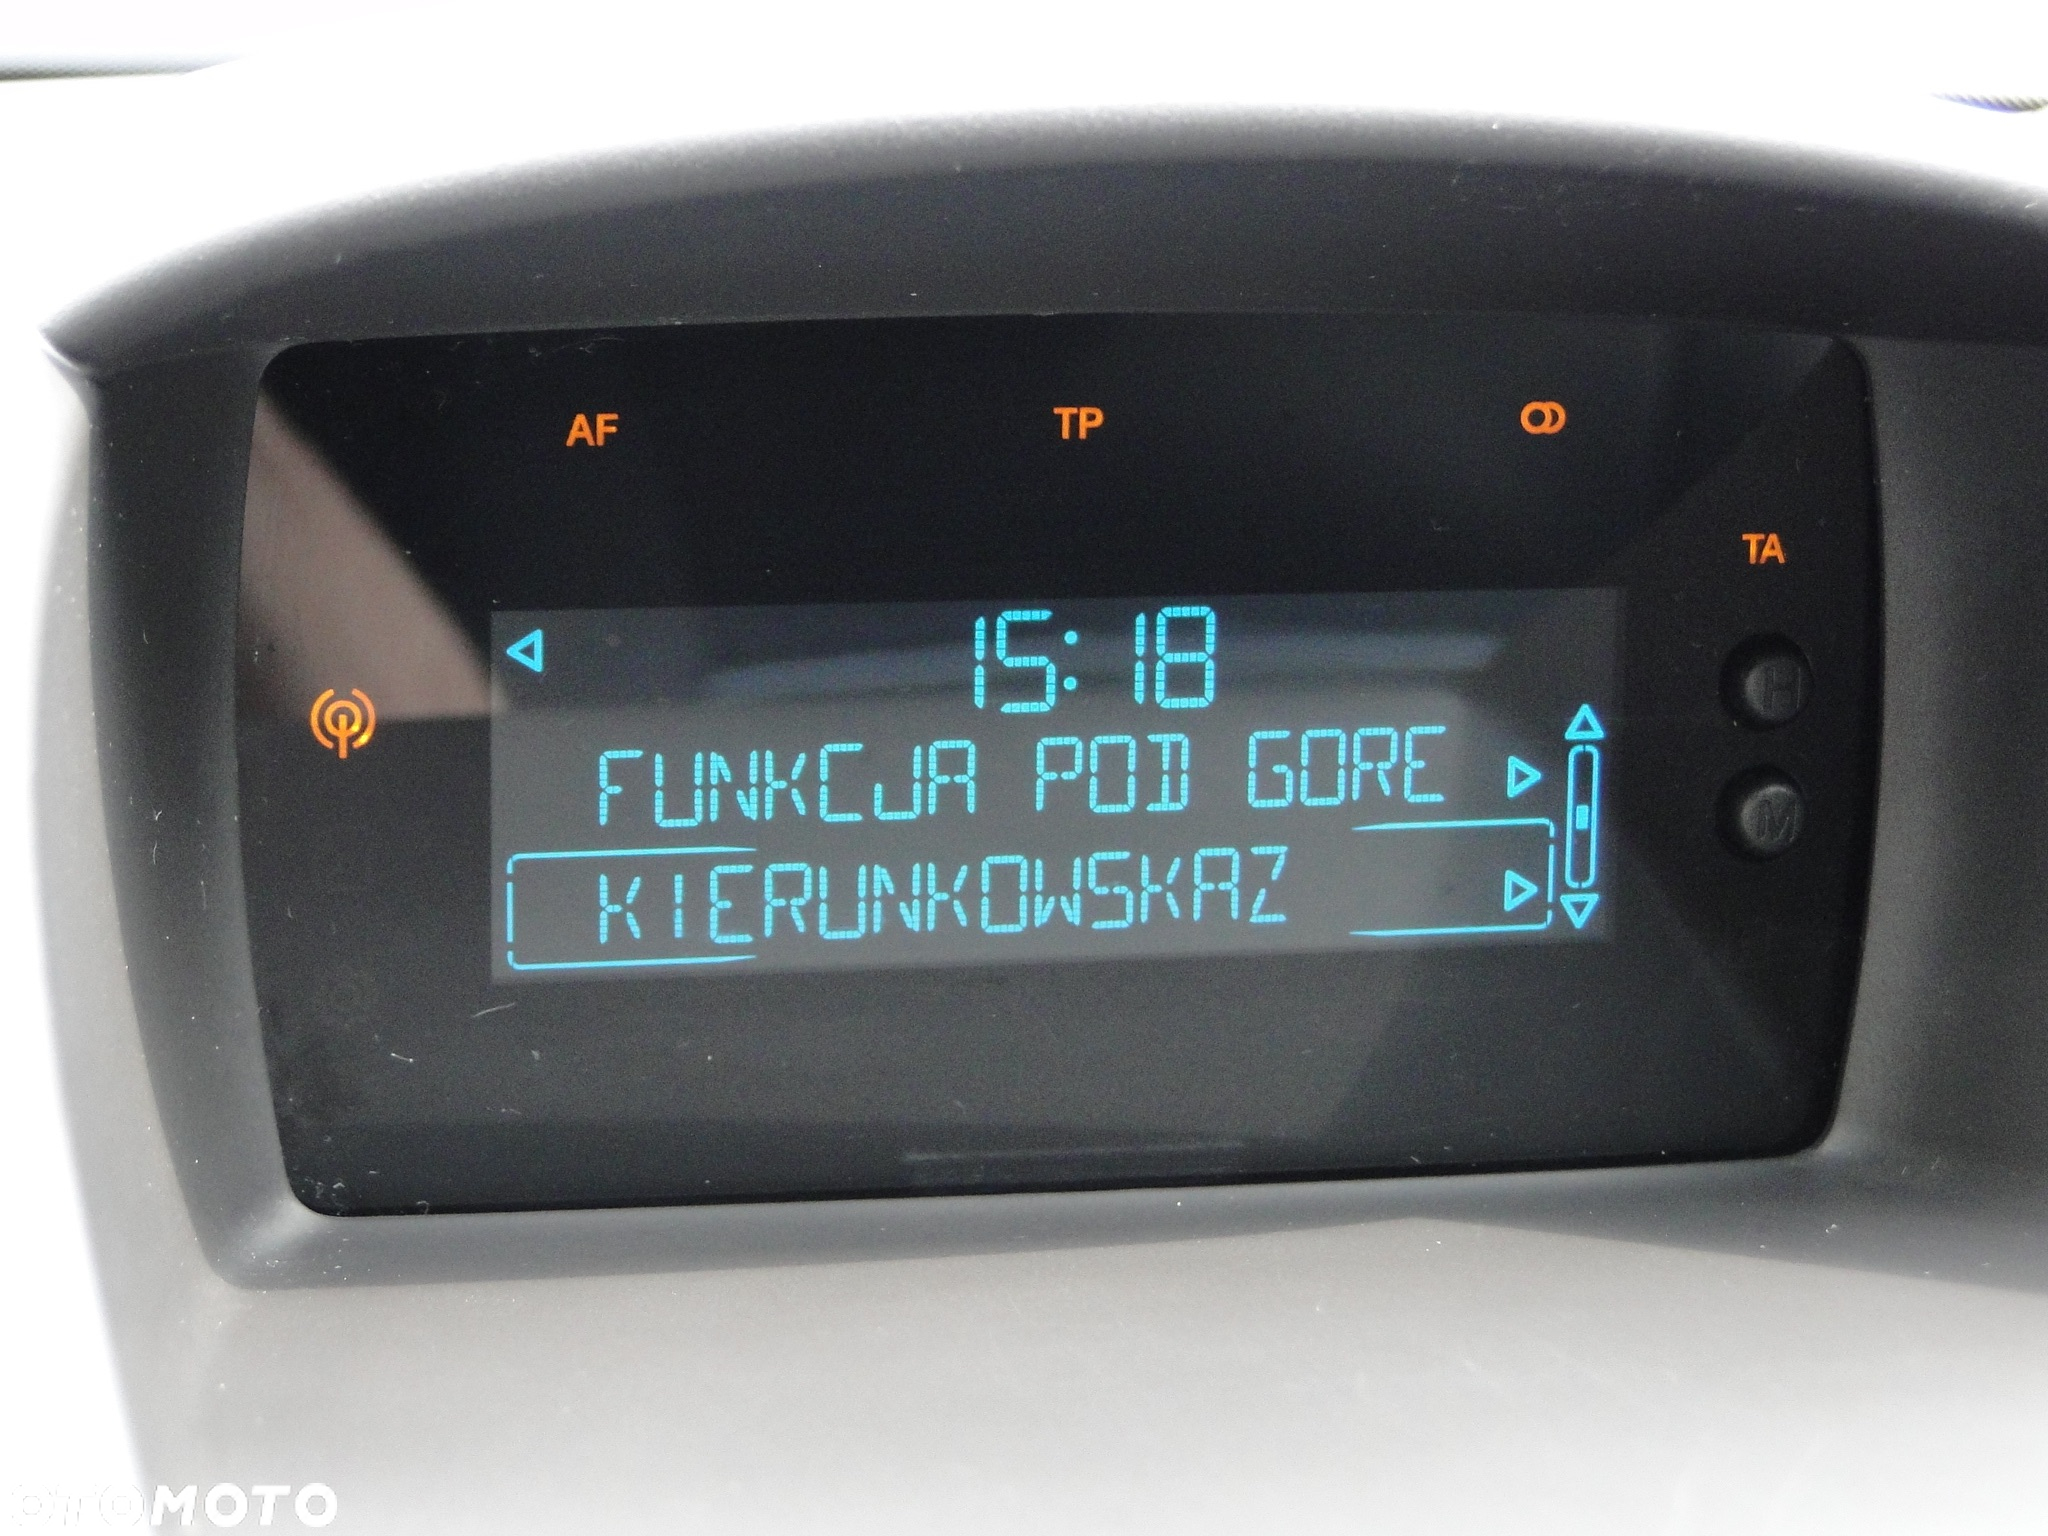 AF TP
TA
15:18
H
FUNKCJA POD GORE
M
KIERUNKOWSKAZ
OTOMOTO